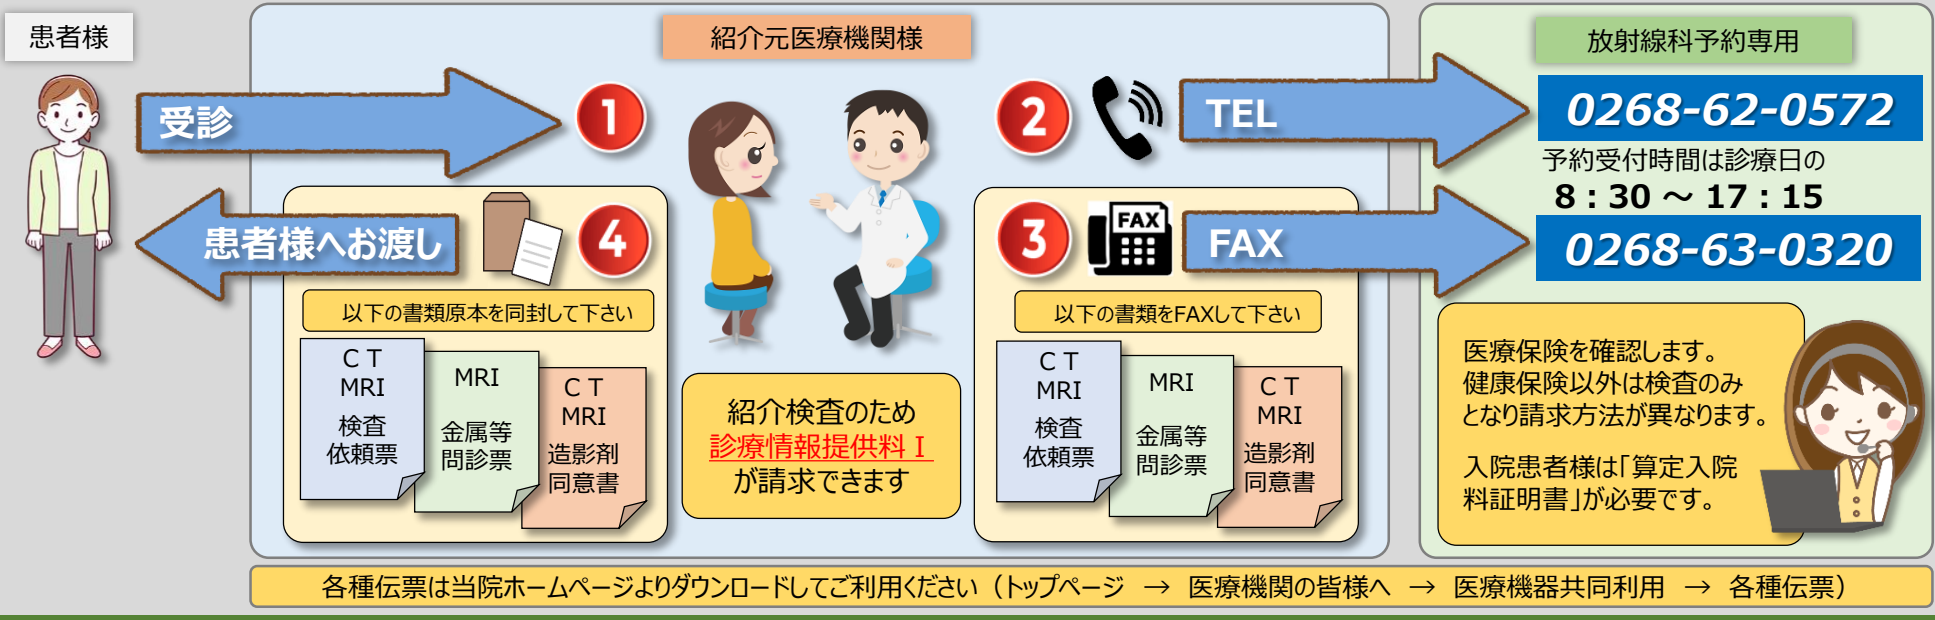 患者様
紹介元医療機関様
放射線科予約専用
受診
1
2
TEL
0268-62-0572
予約受付時間は診療日の
8：30 ～ 17：15
患者様へお渡し
4
3
FAX
FAX
0268-63-0320
以下の書類原本を同封して下さい
ＣＴ
MRI
検査
依頼票
MRI
金属等
問診票
ＣＴ
MRI
造影剤
同意書
紹介検査のため
診療情報提供料Ⅰ
が請求できます
以下の書類をFAXして下さい
ＣＴ
MRI
検査
依頼票
MRI
金属等
問診票
ＣＴ
MRI
造影剤
同意書
医療保険を確認します。
健康保険以外は検査のみ
となり請求方法が異なります。
入院患者様は「算定入院
料証明書」が必要です。
各種伝票は当院ホームページよりダウンロードしてご利用ください（トップページ → 医療機関の皆様へ → 医療機器共同利用 → 各種伝票）